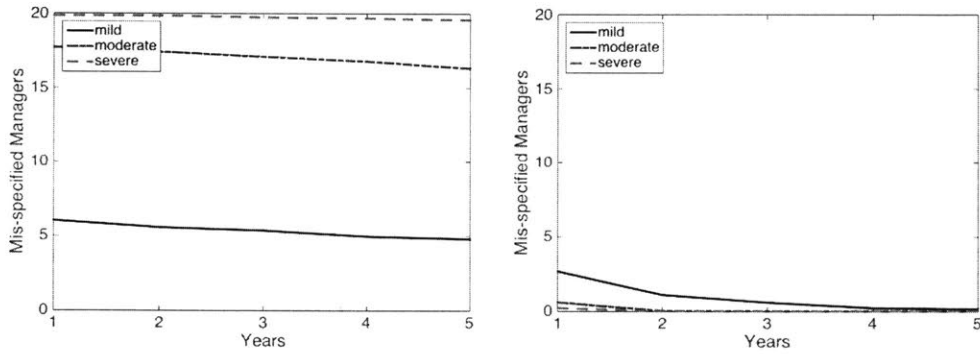 20
15
10
5
0
Mis-specified Managers
mild
moderate
severe
1 2 3 4 5
Years
20
15
10
5
0
Mis-specified Managers
mild
moderate
severe
1 2 3 4 5
Years